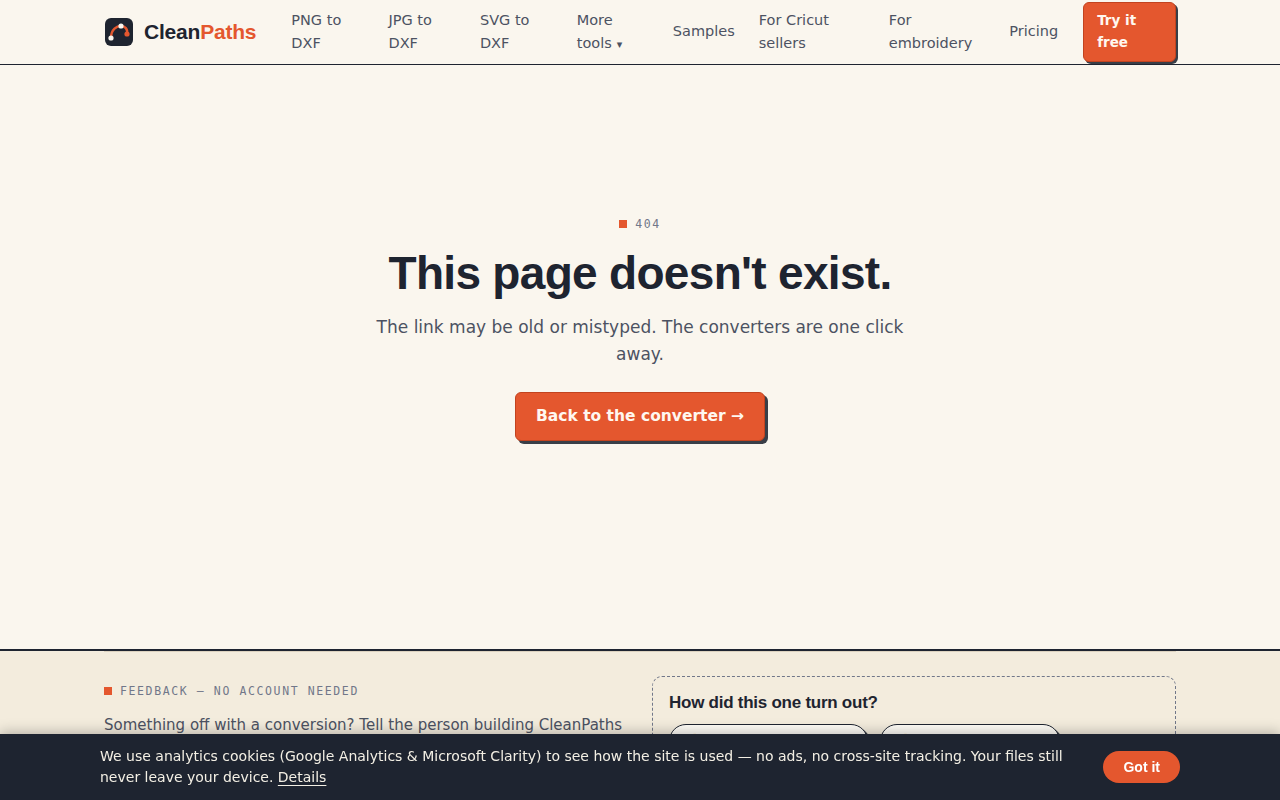 CleanPaths
PNG to
DXF
JPG to
DXF
SVG to
DXF
More
tools ▾
Samples
For Cricut
sellers
For
embroidery
Pricing
Try it
free
404
This page doesn't exist.
The link may be old or mistyped. The converters are one click
away.
Back to the converter →
FEEDBACK — NO ACCOUNT NEEDED
Something off with a conversion? Tell the person building CleanPaths
How did this one turn out?
We use analytics cookies (Google Analytics & Microsoft Clarity) to see how the site is used — no ads, no cross-site tracking. Your files still
never leave your device. Details
Got it